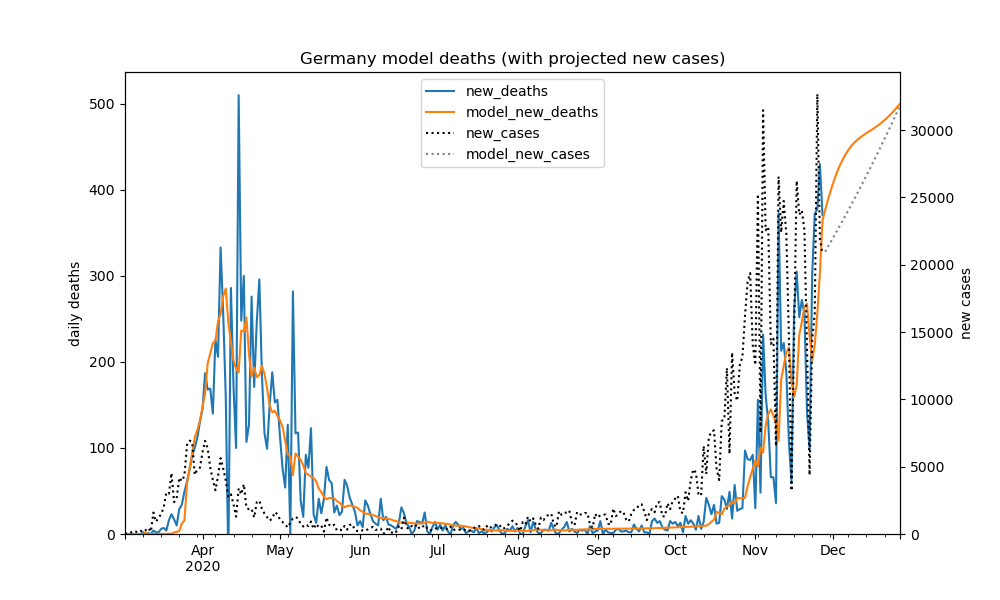 Germany model deaths (with projected new cases)
new_deaths
model_new_deaths
new_cases
model_new_cases
daily deaths
500
400
300
200
100
0
new cases
30000
25000
20000
15000
10000
5000
0
Apr May Jun Jul Aug Sep Oct Nov Dec
2020